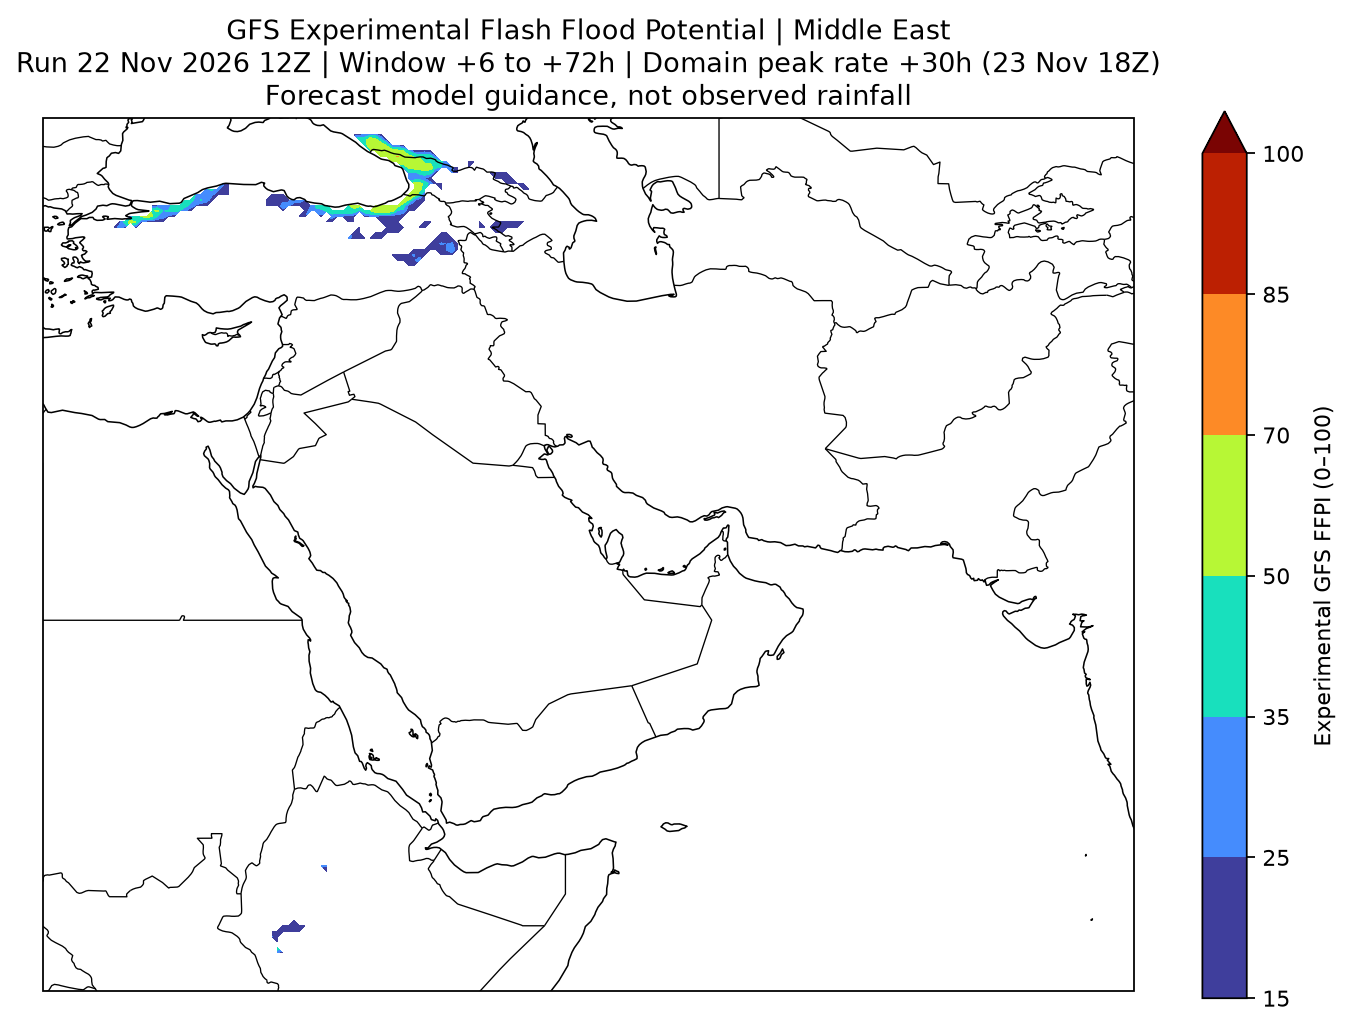 GFS Experimental Flash Flood Potential | Middle East
Run 22 Nov 2026 12Z | Window +6 to +72h | Domain peak rate +30h (23 Nov 18Z)
Forecast model guidance, not observed rainfall
100
85
70
50
35
25
15
Experimental GFS FFPI (0–100)